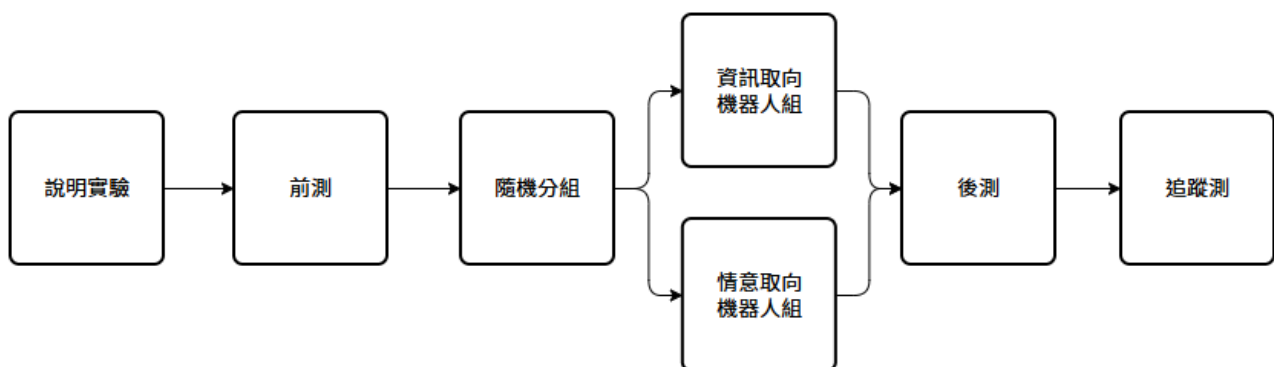 說明實驗
前測
隨機分組
資訊取向
機器人組
情意取向
機器人組
後測
追蹤測